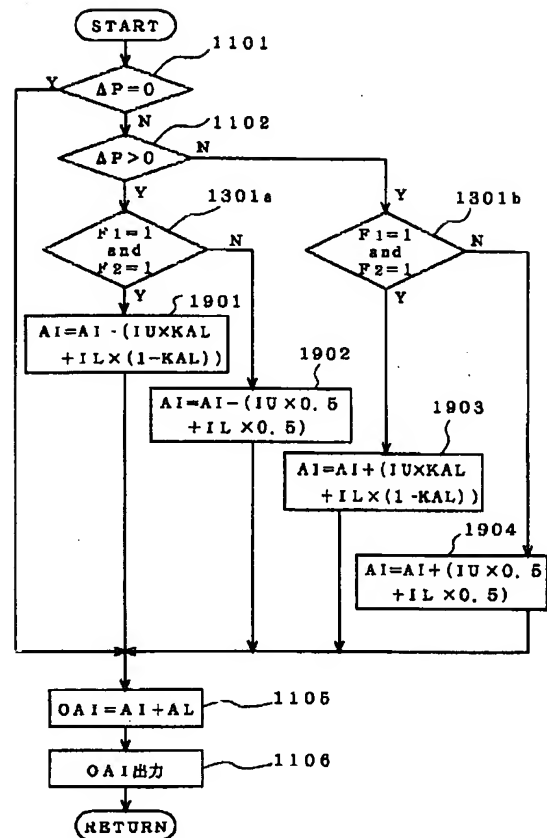 START
1101
Y
ΔP=0
N
1102
ΔP>0
N
Y
1301a
F1=1
and
F2=1
N
Y
Y
1301b
F1=1
and
F2=1
N
Y
1901
AI=AI-(IU×KAL
+IL×(1-KAL))
1902
AI=AI-(IU×0.5
+IL×0.5)
1903
AI=AI+(IU×KAL
+IL×(1-KAL))
1904
AI=AI+(IU×0.5
+IL×0.5)
OAI=AI+AL
1105
OAI出力
1106
RETURN